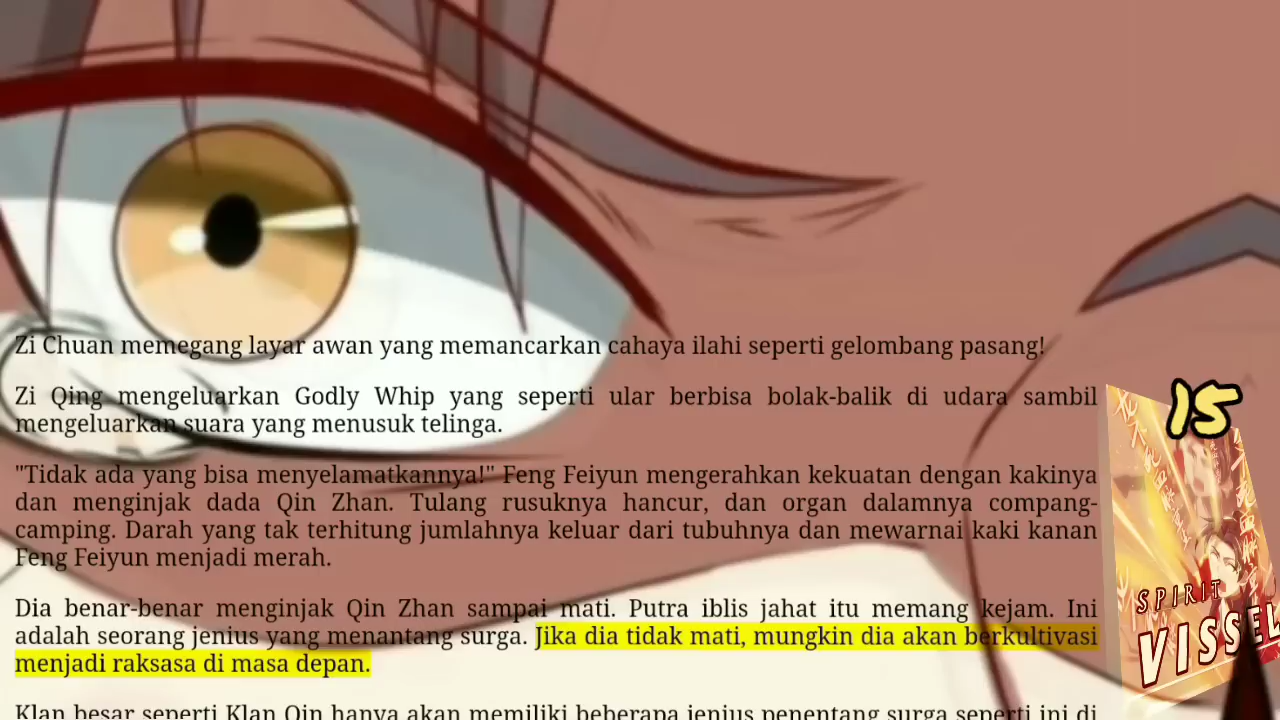 Zi Chuan memegang layar awan yang memancarkan cahaya ilahi seperti gelombang pasang!
Zi Qing mengeluarkan Godly Whip yang seperti ular berbisa bolak-balik di udara sambil
mengeluarkan suara yang menusuk telinga.
"Tidak ada yang bisa menyelamatkannya!" Feng Feiyun mengerahkan kekuatan dengan kakinya
dan menginjak dada Qin Zhan. Tulang rusuknya hancur, dan organ dalamnya compang-
camping. Darah yang tak terhitung jumlahnya keluar dari tubuhnya dan mewarnai kaki kanan
Feng Feiyun menjadi merah.
Dia benar-benar menginjak Qin Zhan sampai mati. Putra iblis jahat itu memang kejam. Ini
adalah seorang jenius yang menantang surga. Jika dia tidak mati, mungkin dia akan berkultivasi
menjadi raksasa di masa depan.
Klan besar seperti Klan Qin hanya akan memiliki beberapa jenius penentang surga seperti ini di
15
SPIRIT
VISSEL